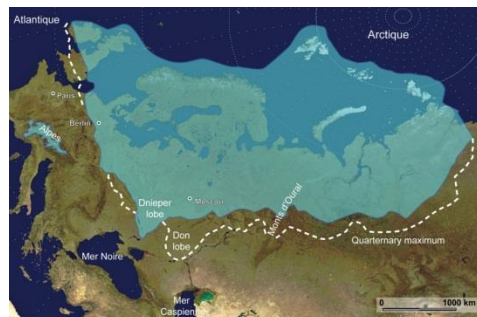 Atlantique
Arctique
Paris
Berlin
Alpes
Moscou
Dnieper
lobe
Don
lobe
Monts d'Oural
Quarternary maximum
Mer Noire
Mer
Caspienne
0
1000 km